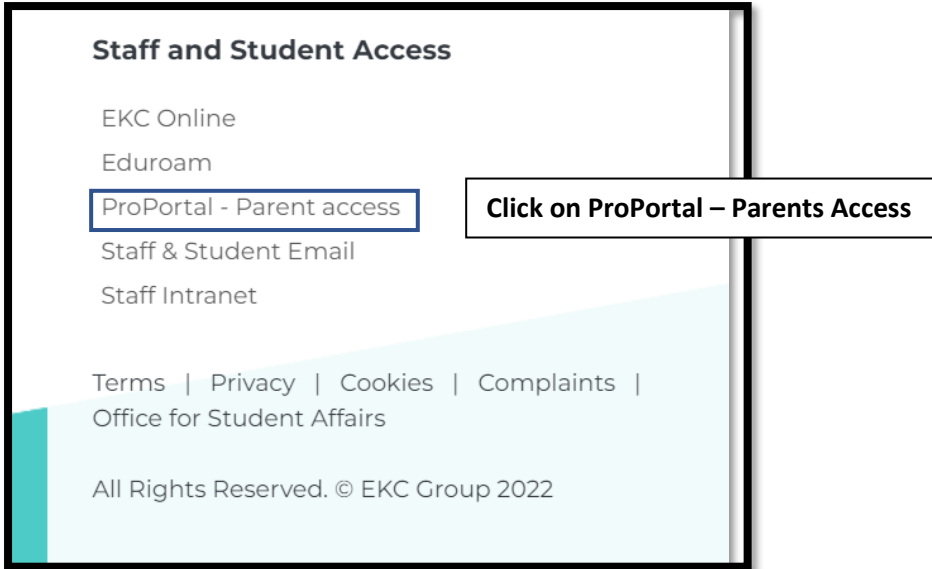 Staff and Student Access
EKC Online
Eduroam
ProPortal - Parent access
Click on ProPortal – Parents Access
Staff & Student Email
Staff Intranet
Terms | Privacy | Cookies | Complaints |
Office for Student Affairs
All Rights Reserved. © EKC Group 2022